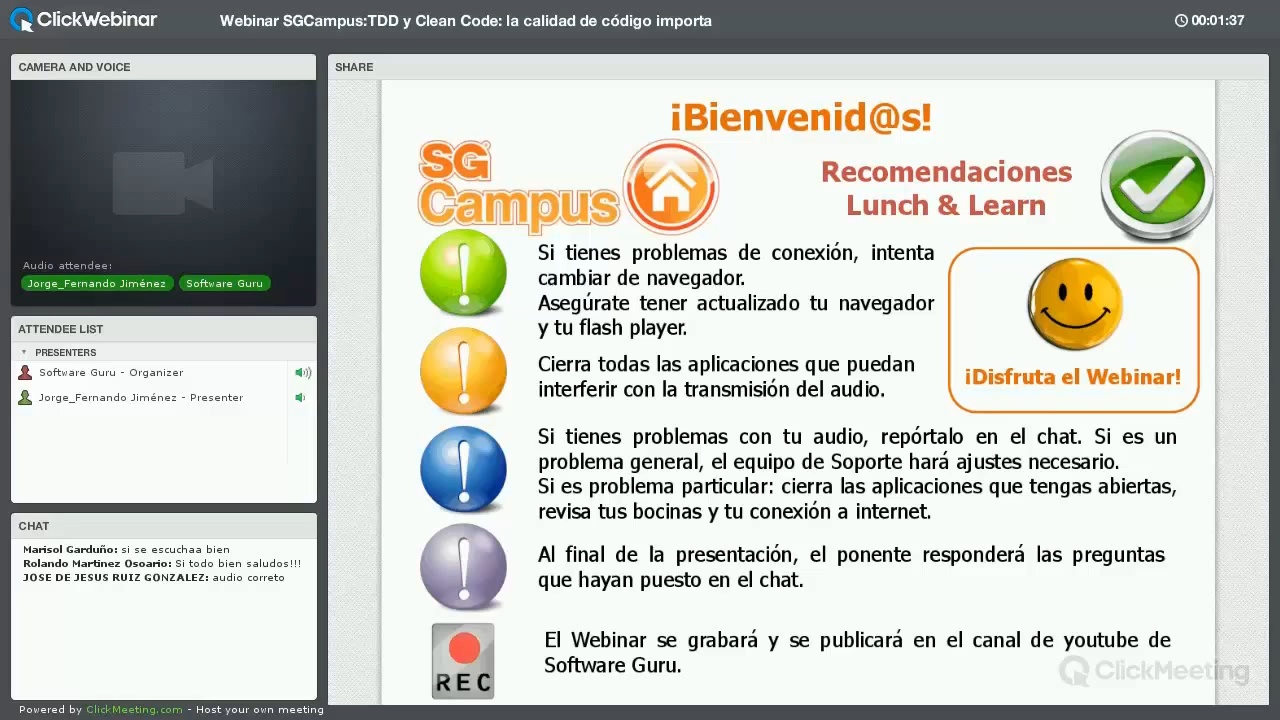 ClickWebinar
Webinar SGCampus:TDD y Clean Code: la calidad de código importa
00:01:37
CAMERA AND VOICE
Audio attendee:
Jorge_Fernando Jiménez
Software Guru
ATTENDEE LIST
PRESENTERS
Software Guru - Organizer
Jorge_Fernando Jiménez - Presenter
CHAT
Marisol Garduño: si se escuchaa bien
Rolando Martinez Osoario: Si todo bien saludos!!!
JOSE DE JESUS RUIZ GONZALEZ: audio correto
Powered by ClickMeeting.com - Host your own meeting
SHARE
¡Bienvenid@s!
SG
Campus
Recomendaciones
Lunch & Learn
Si tienes problemas de conexión, intenta
cambiar de navegador.
Asegúrate tener actualizado tu navegador
y tu flash player.
¡Disfruta el Webinar!
Cierra todas las aplicaciones que puedan
interferir con la transmisión del audio.
Si tienes problemas con tu audio, repórtalo en el chat. Si es un
problema general, el equipo de Soporte hará ajustes necesario.
Si es problema particular: cierra las aplicaciones que tengas abiertas,
revisa tus bocinas y tu conexión a internet.
Al final de la presentación, el ponente responderá las preguntas
que hayan puesto en el chat.
REC
El Webinar se grabará y se publicará en el canal de youtube de
Software Guru.
ClickMeeting